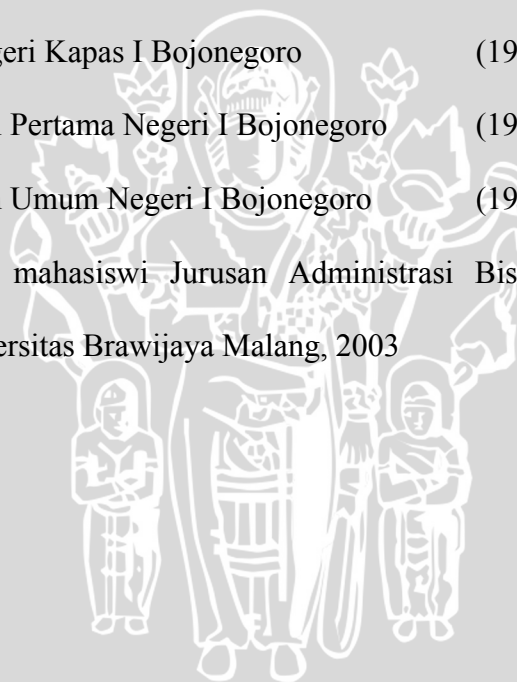 geri Kapas I Bojonegoro (19
Pertama Negeri I Bojonegoro (19
Umum Negeri I Bojonegoro (19
mahasiswi Jurusan Administrasi Bis
ersitas Brawijaya Malang, 2003